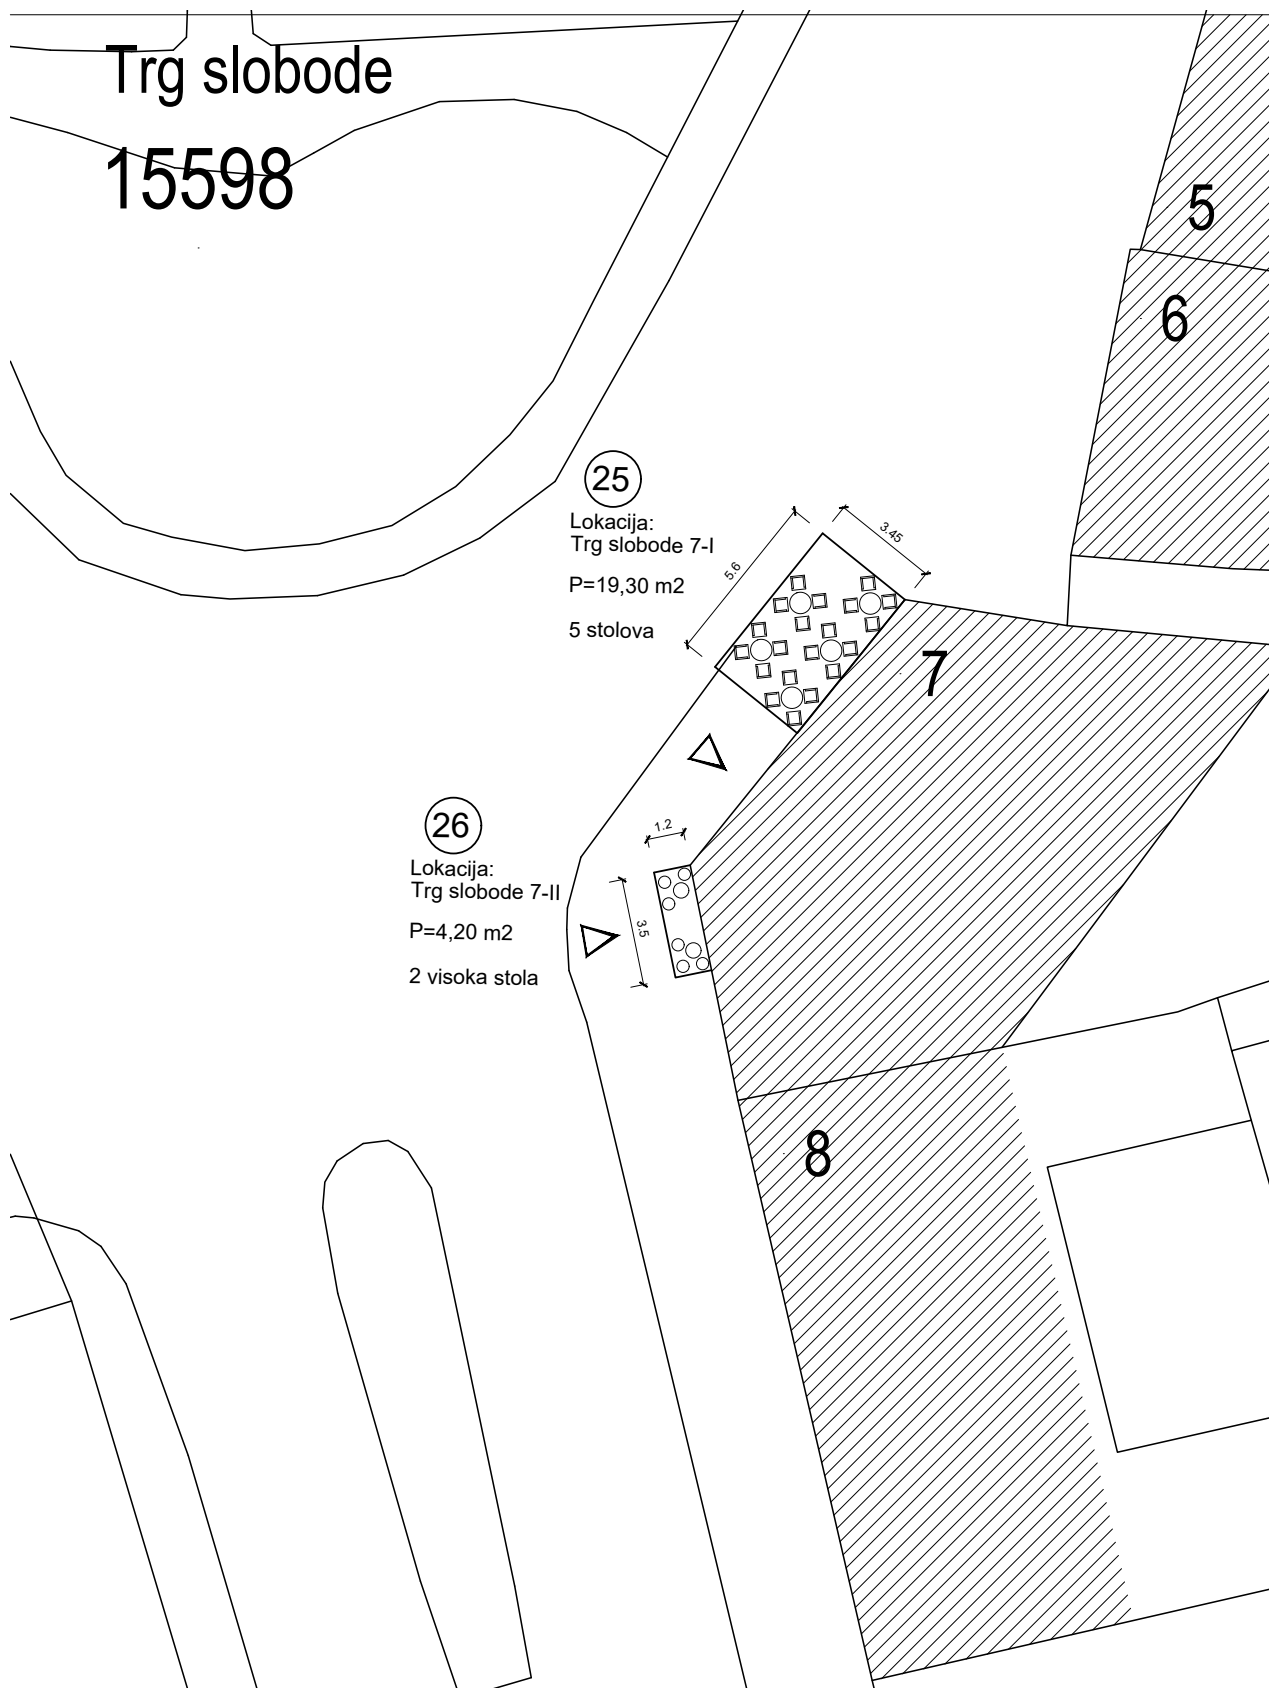 Trg slobode
15598
5
6
25
Lokacija:
Trg slobode 7-I
P=19,30 m2
5 stolova
5.6
3.45
7
26
Lokacija:
Trg slobode 7-II
P=4,20 m2
2 visoka stola
1.2
3.5
8